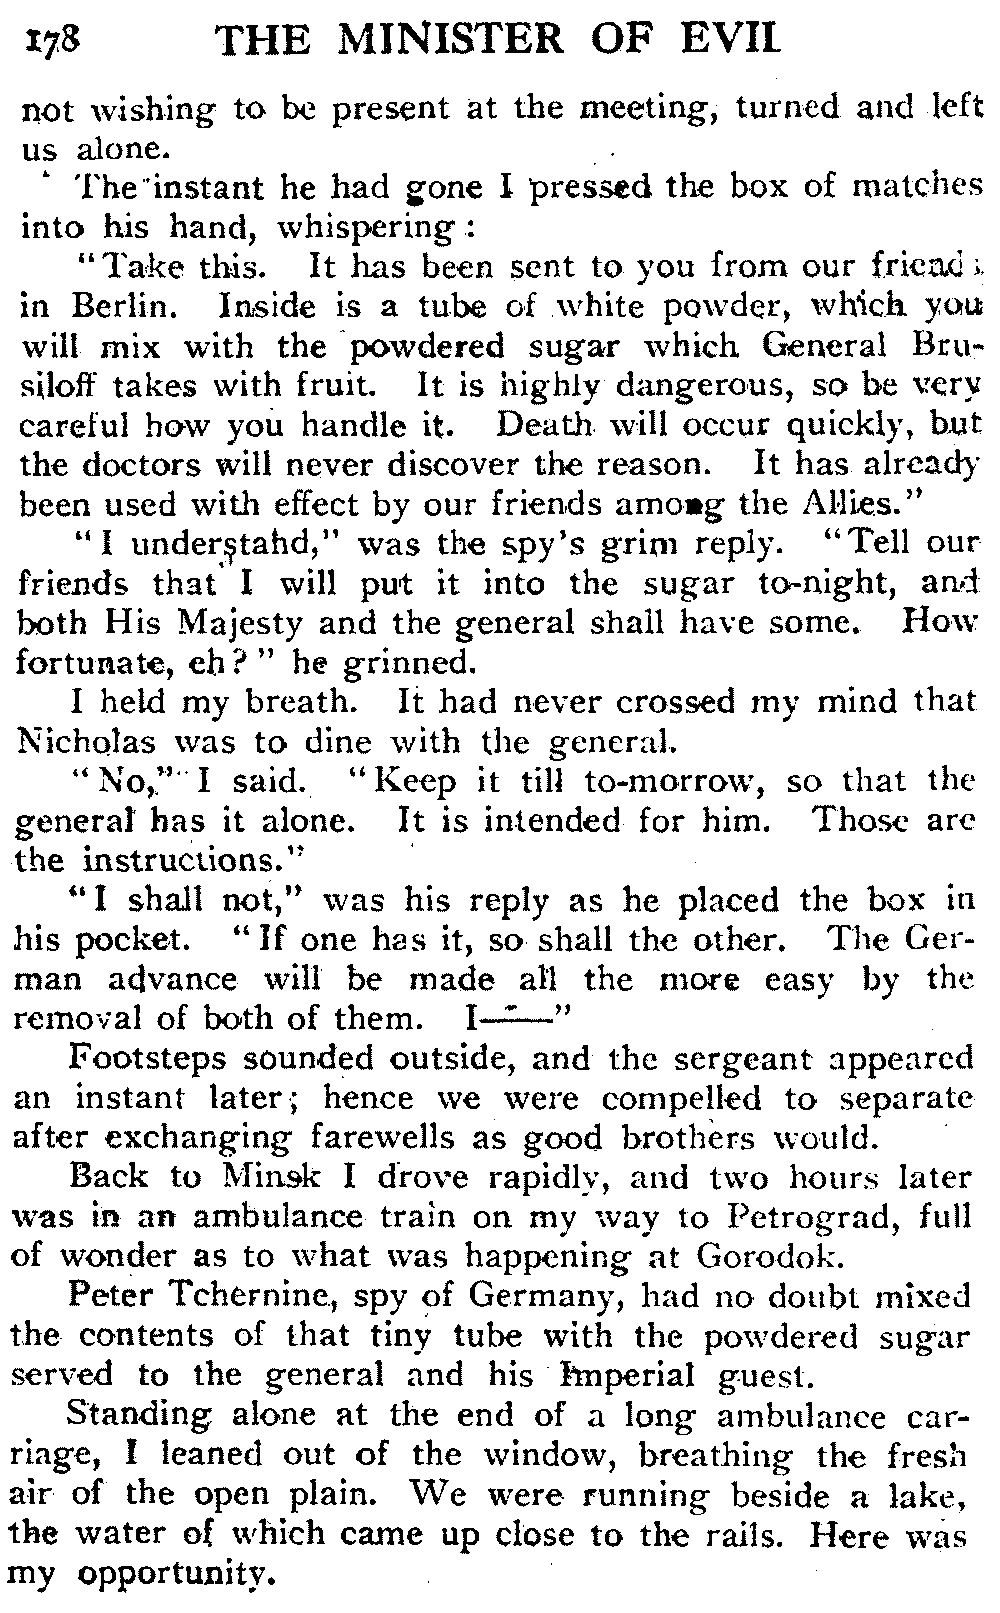 178 THE MINISTER OF EVIL
not wishing to be present at the meeting, turned and left
us alone.
The instant he had gone I pressed the box of matches
into his hand, whispering :
"Take this. It has been sent to you from our friends
in Berlin. Inside is a tube of white powder, which you
will mix with the powdered sugar which General Bru-
siloff takes with fruit. It is highly dangerous, so be very
careful how you handle it. Death will occur quickly, but
the doctors will never discover the reason. It has already
been used with effect by our friends among the Allies."
"I understand," was the spy's grim reply. "Tell our
friends that I will put it into the sugar to-night, and
both His Majesty and the general shall have some. How
fortunate, eh?" he grinned.
I held my breath. It had never crossed my mind that
Nicholas was to dine with the general.
"No," I said. "Keep it till to-morrow, so that the
general has it alone. It is intended for him. Those are
the instructions."
"I shall not," was his reply as he placed the box in
his pocket. "If one has it, so shall the other. The Ger-
man advance will be made all the more easy by the
removal of both of them. I——"
Footsteps sounded outside, and the sergeant appeared
an instant later; hence we were compelled to separate
after exchanging farewells as good brothers would.
Back to Minsk I drove rapidly, and two hours later
was in an ambulance train on my way to Petrograd, full
of wonder as to what was happening at Gorodok.
Peter Tchernine, spy of Germany, had no doubt mixed
the contents of that tiny tube with the powdered sugar
served to the general and his Imperial guest.
Standing alone at the end of a long ambulance car-
riage, I leaned out of the window, breathing the fresh
air of the open plain. We were running beside a lake,
the water of which came up close to the rails. Here was
my opportunity.